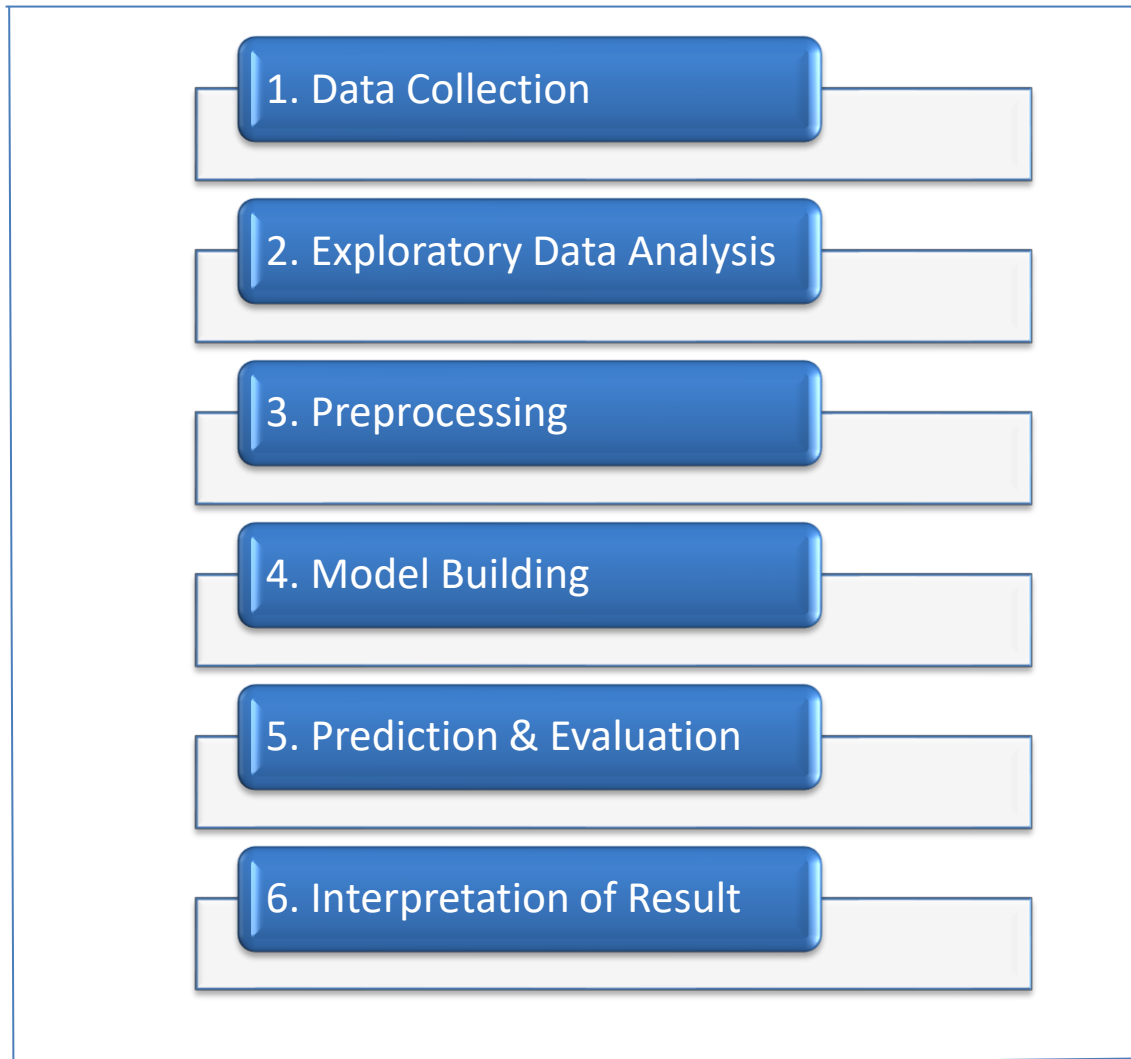 1. Data Collection
2. Exploratory Data Analysis
3. Preprocessing
4. Model Building
5. Prediction & Evaluation
6. Interpretation of Result